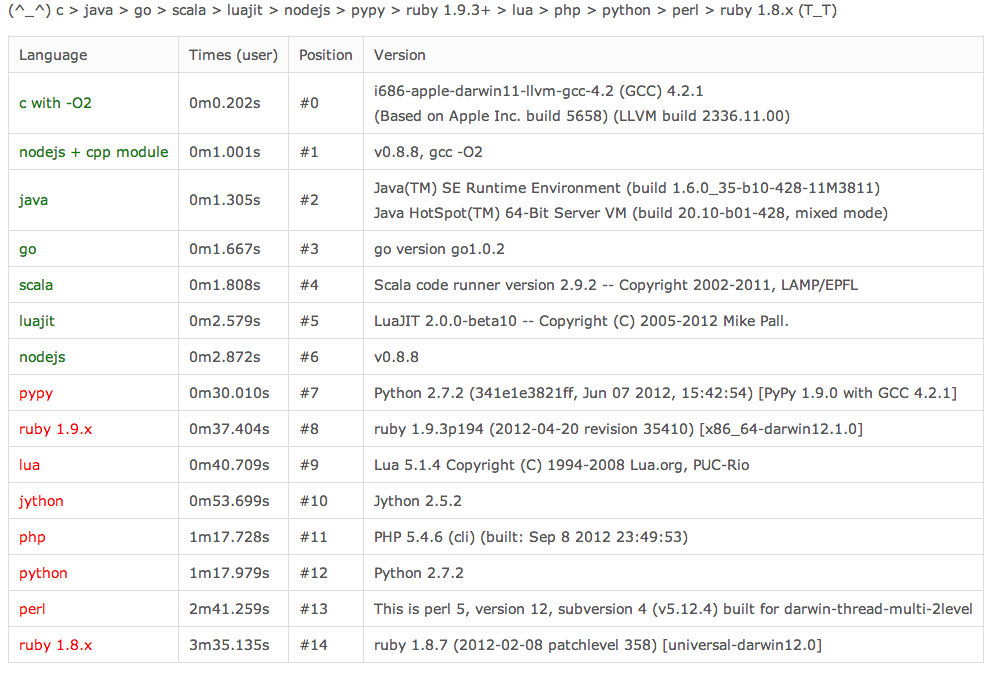 (^_^) c > java > go > scala > luajit > nodejs > pypy > ruby 1.9.3+ > lua > php > python > perl > ruby 1.8.x (T_T)
Language Times (user) Position Version
c with -O2 0m0.202s #0 i686-apple-darwin11-llvm-gcc-4.2 (GCC) 4.2.1
(Based on Apple Inc. build 5658) (LLVM build 2336.11.00)
nodejs + cpp module 0m1.001s #1 v0.8.8, gcc -O2
java 0m1.305s #2 Java(TM) SE Runtime Environment (build 1.6.0_35-b10-428-11M3811)
Java HotSpot(TM) 64-Bit Server VM (build 20.10-b01-428, mixed mode)
go 0m1.667s #3 go version go1.0.2
scala 0m1.808s #4 Scala code runner version 2.9.2 -- Copyright 2002-2011, LAMP/EPFL
luajit 0m2.579s #5 LuaJIT 2.0.0-beta10 -- Copyright (C) 2005-2012 Mike Pall.
nodejs 0m2.872s #6 v0.8.8
pypy 0m30.010s #7 Python 2.7.2 (341e1e3821ff, Jun 07 2012, 15:42:54) [PyPy 1.9.0 with GCC 4.2.1]
ruby 1.9.x 0m37.404s #8 ruby 1.9.3p194 (2012-04-20 revision 35410) [x86_64-darwin12.1.0]
lua 0m40.709s #9 Lua 5.1.4 Copyright (C) 1994-2008 Lua.org, PUC-Rio
jython 0m53.699s #10 Jython 2.5.2
php 1m17.728s #11 PHP 5.4.6 (cli) (built: Sep 8 2012 23:49:53)
python 1m17.979s #12 Python 2.7.2
perl 2m41.259s #13 This is perl 5, version 12, subversion 4 (v5.12.4) built for darwin-thread-multi-2level
ruby 1.8.x 3m35.135s #14 ruby 1.8.7 (2012-02-08 patchlevel 358) [universal-darwin12.0]